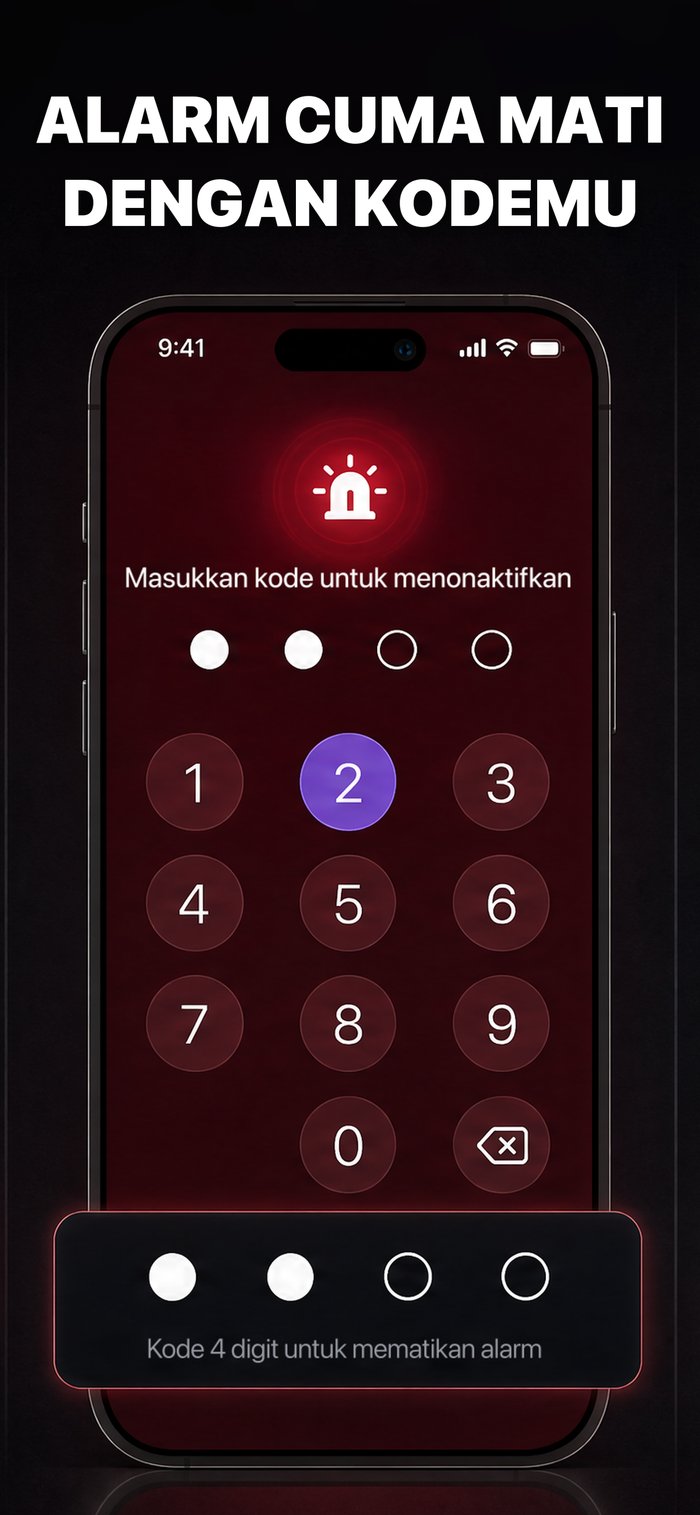 ALARM CUMA MATI
DENGAN KODEMU
9:41
Masukkan kode untuk menonaktifkan
1 2 3
4 5 6
7 8 9
0
Kode 4 digit untuk mematikan alarm